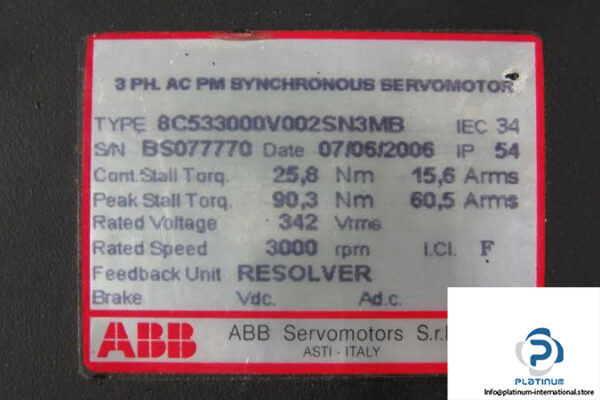 3 PH. AC PM SYNCHRONOUS SERVOMOTOR
TYPE 8C533000V002SN3MB IEC 34
S/N BS077770 Date 07/06/2006 IP 54
Cont.Stall Torq. 25,8 Nm 15,6 Arms
Peak Stall Torq. 90,3 Nm 60,5 Arms
Rated Voltage 342 Vrms
Rated Speed 3000 rpm I.Cl. F
Feedback Unit RESOLVER
Brake Vdc. Ad.c.
ABB ABB Servomotors S.r.l
ASTI - ITALY
PLATINUM
Info@platinum-international.store